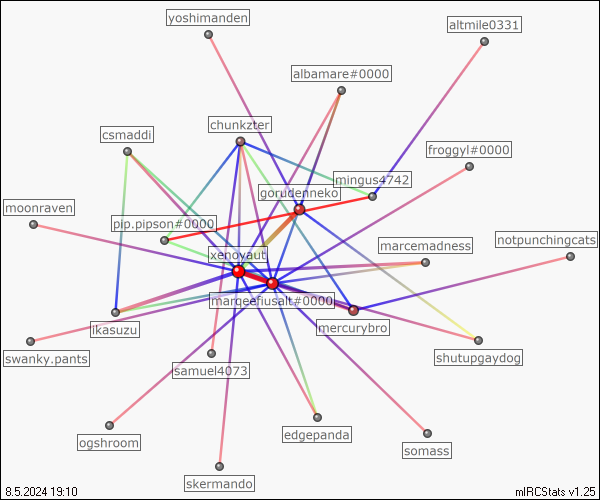 yoshimanden
altmile0331
albamare#0000
chunkzter
csmaddi
froggyl#0000
mingus4742
gorudenneko
moonraven
pip.pipson#0000
marcemadness
notpunchingcats
xenovaut
margefiusalt#0000
ikasuzu
mercurybro
swanky.pants
shutupgaydog
samuel4073
ogshroom
edgepanda
somass
skermando
8.5.2024 19:10
mIRCStats v1.25